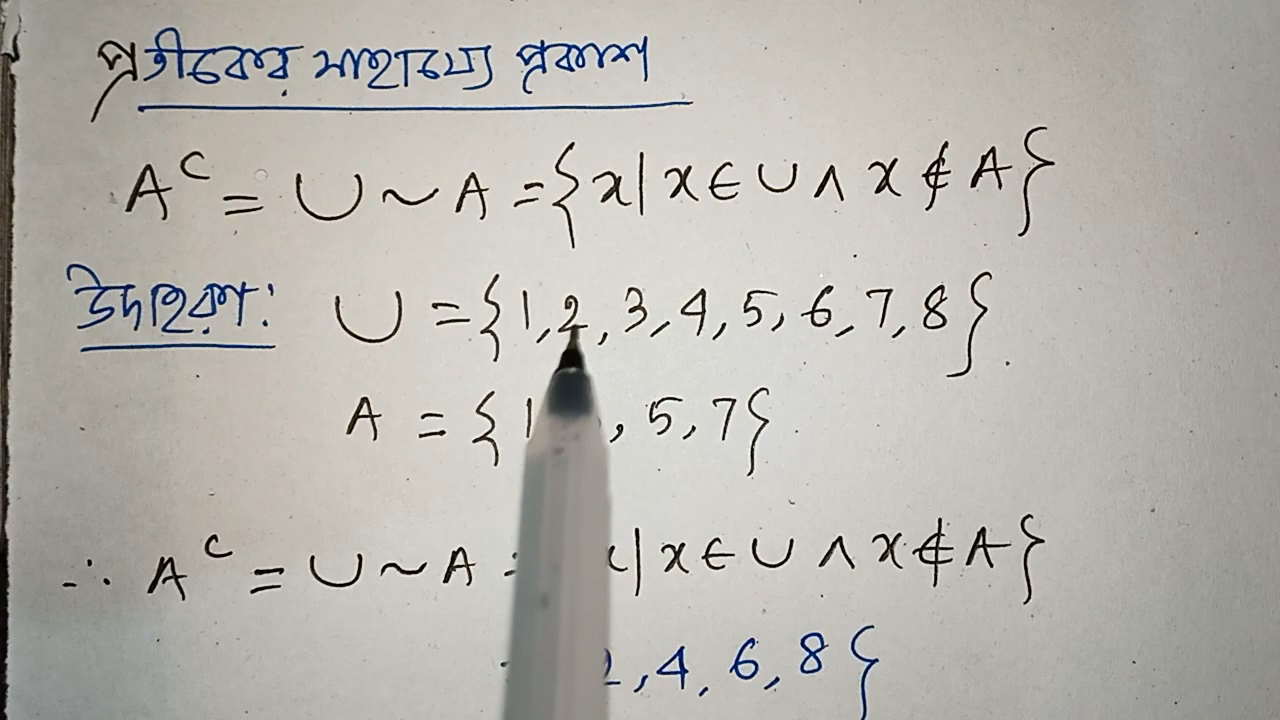 প্রতীকের সাহায্যে প্রকাশ
Aᶜ = U ~ A = {x | x ∈ U ∧ x ∉ A}
উদাহরণ: U = {1, 2, 3, 4, 5, 6, 7, 8}.
A = {1 , 5, 7}
∴ Aᶜ = U ~ A | x ∈ U ∧ x ∉ A}
2, 4, 6, 8}